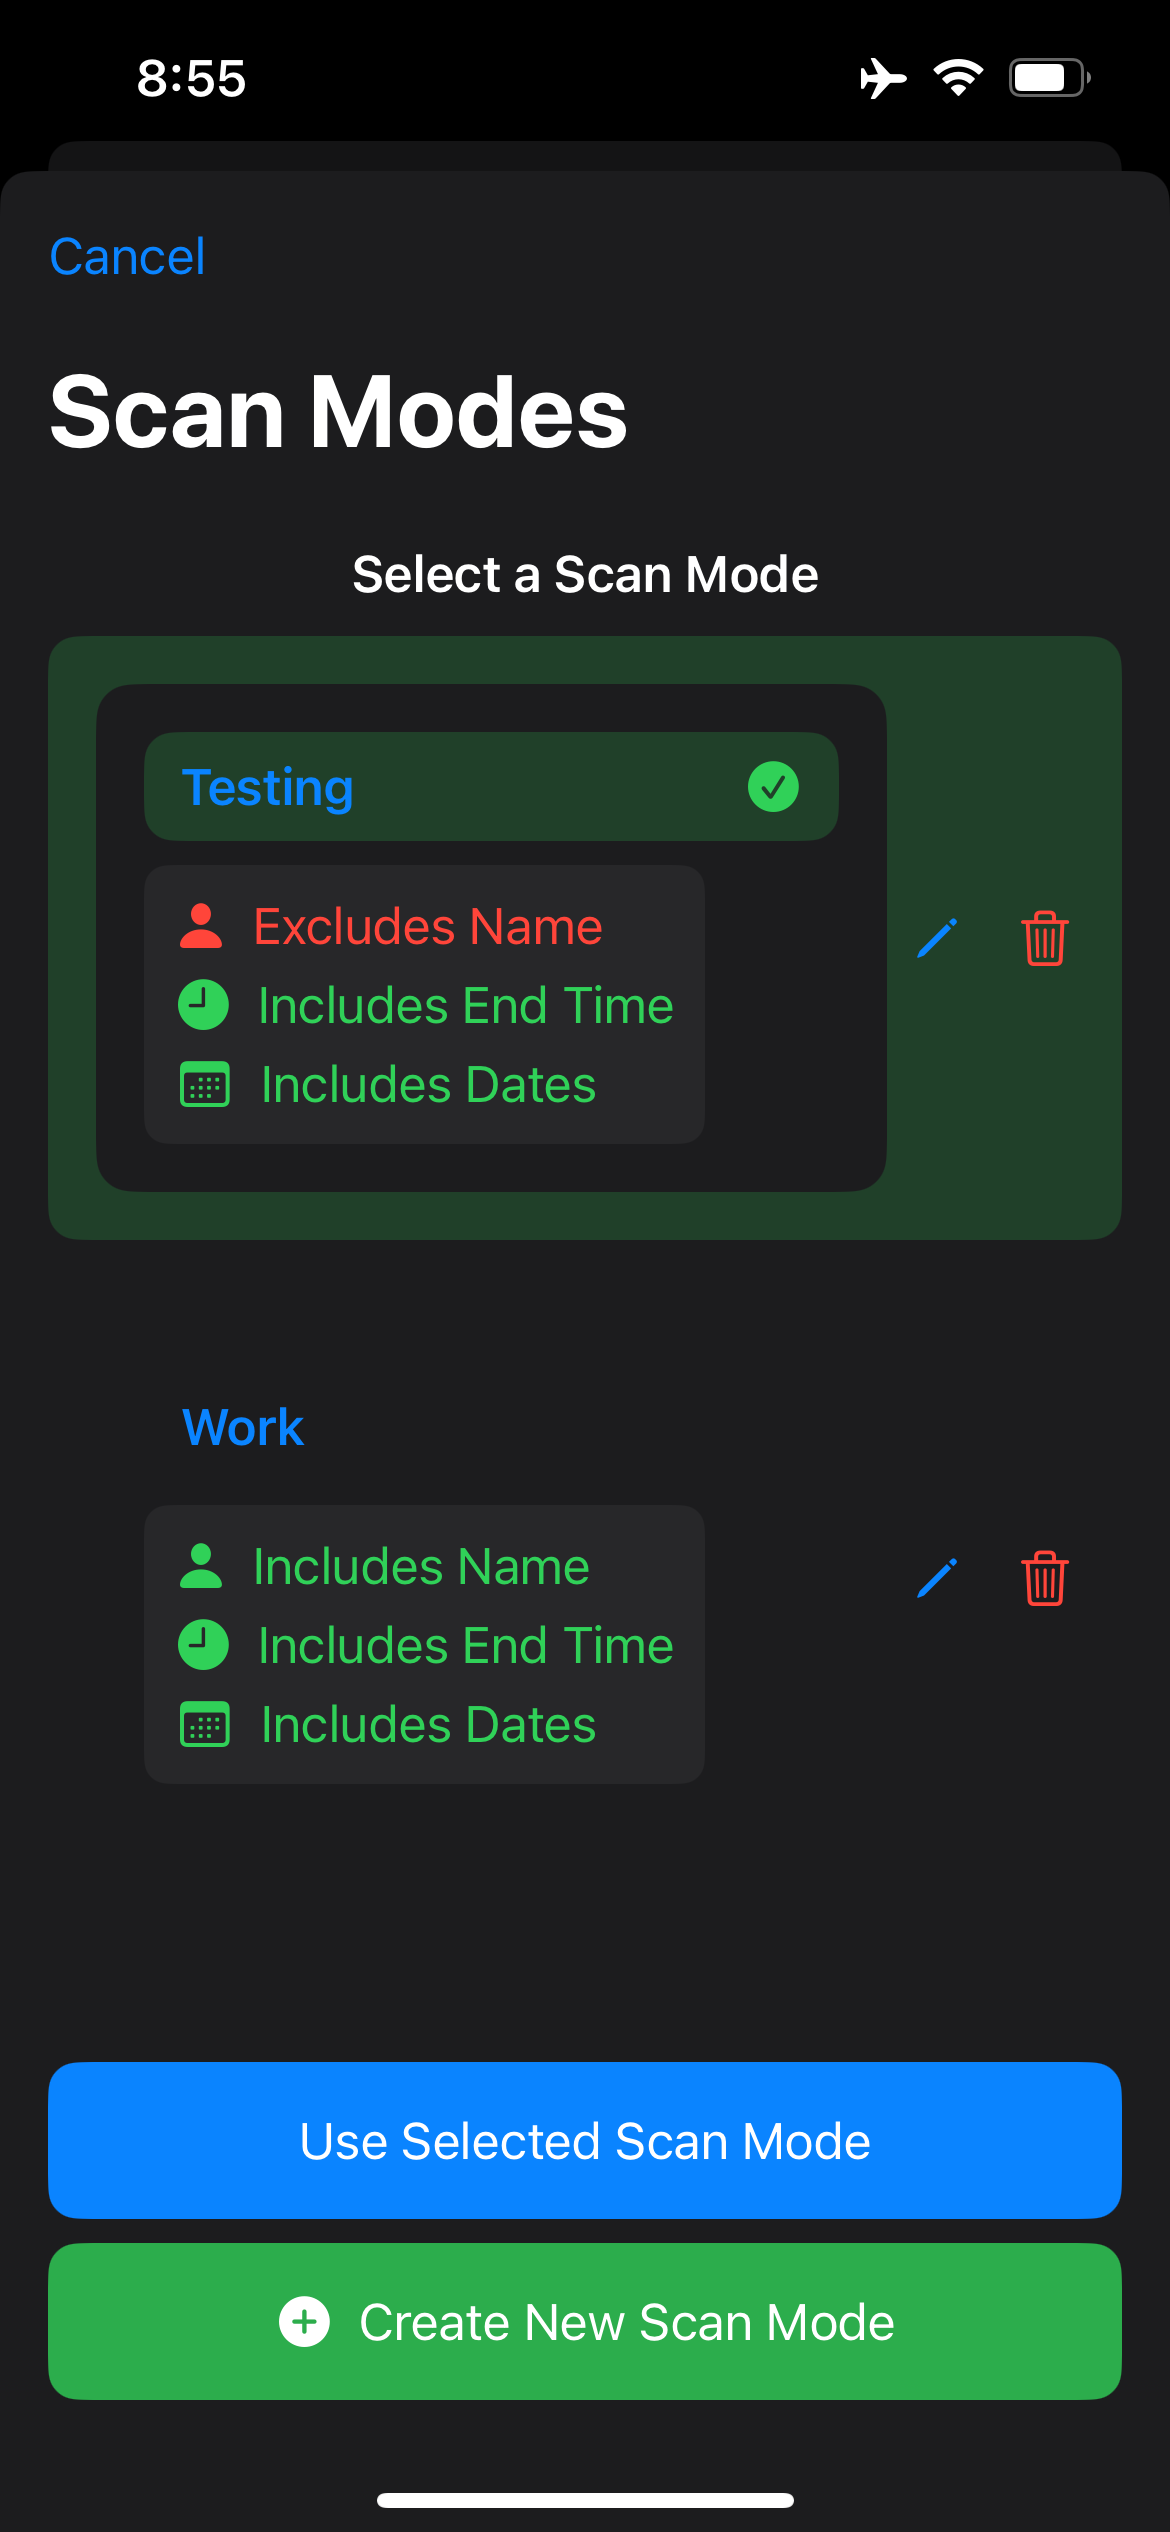 8:55
Cancel
Scan Modes
Select a Scan Mode
Testing
Excludes Name
Includes End Time
Includes Dates
Work
Includes Name
Includes End Time
Includes Dates
Use Selected Scan Mode
Create New Scan Mode